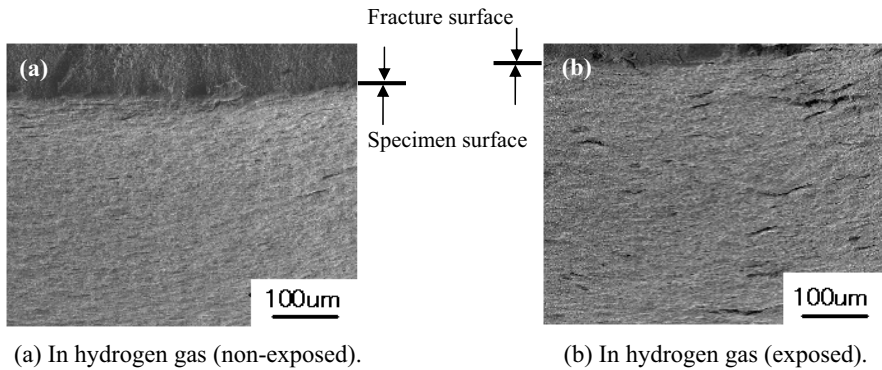 Fracture surface
(a)
(b)
Specimen surface
100um
100um
(a) In hydrogen gas (non-exposed).
(b) In hydrogen gas (exposed).